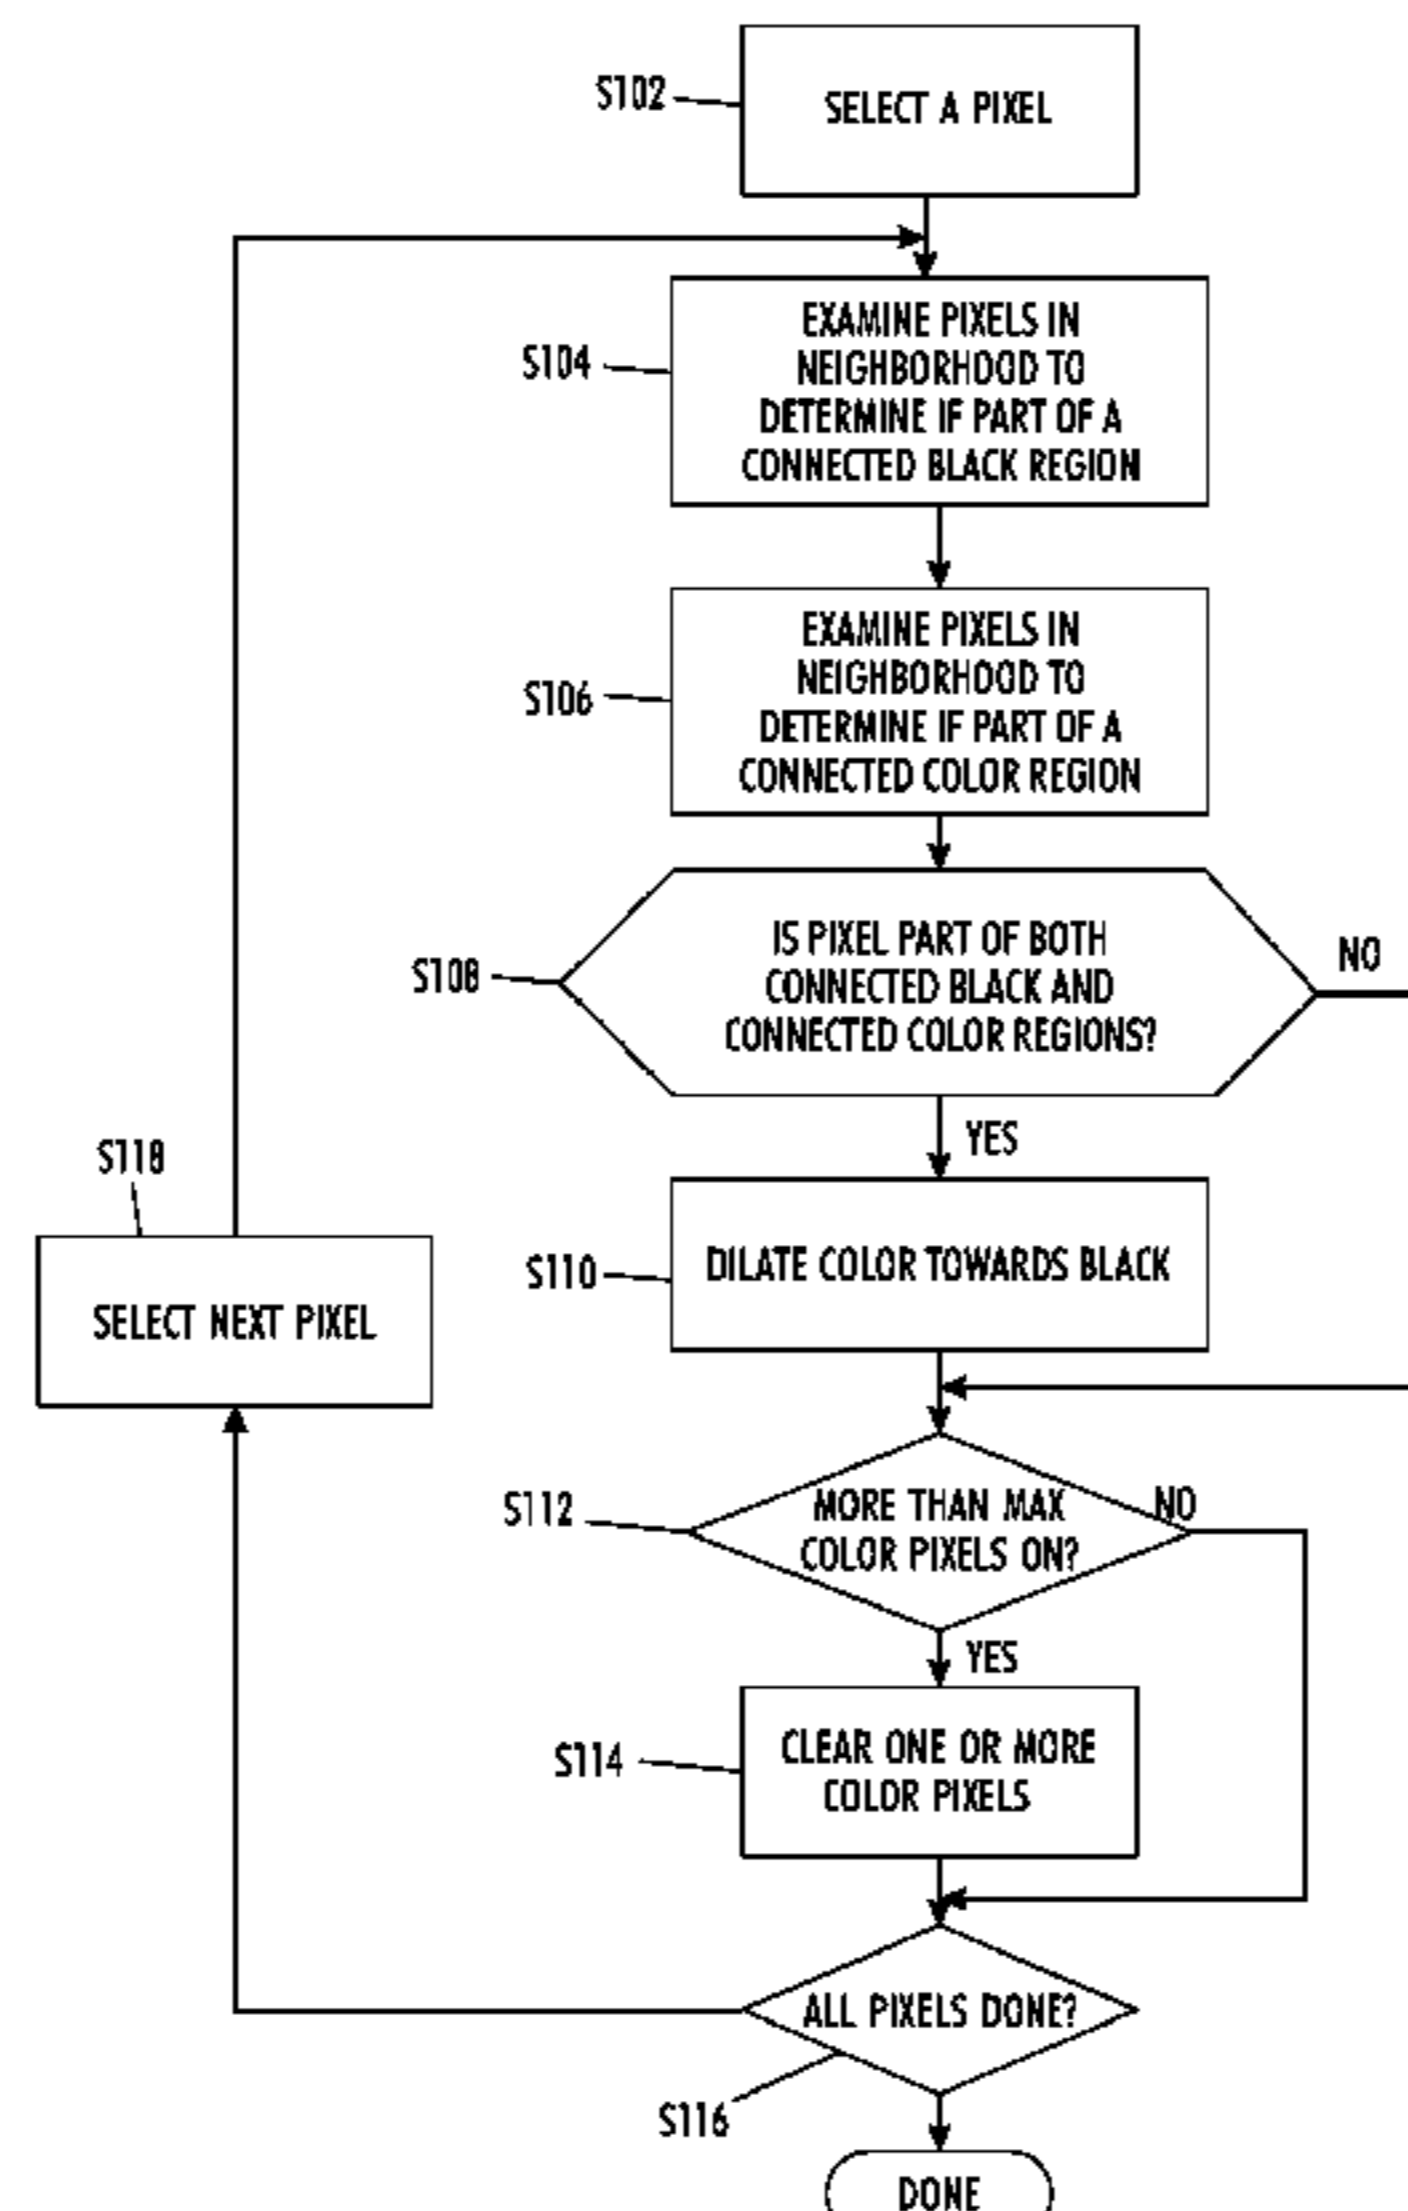 S102
SELECT A PIXEL
S104
EXAMINE PIXELS IN
NEIGHBORHOOD TO
DETERMINE IF PART OF A
CONNECTED BLACK REGION
S106
EXAMINE PIXELS IN
NEIGHBORHOOD TO
DETERMINE IF PART OF A
CONNECTED COLOR REGION
S108
IS PIXEL PART OF BOTH
CONNECTED BLACK AND
CONNECTED COLOR REGIONS?
NO
YES
S118
SELECT NEXT PIXEL
S110
DILATE COLOR TOWARDS BLACK
S112
MORE THAN MAX
COLOR PIXELS ON?
NO
YES
S114
CLEAR ONE OR MORE
COLOR PIXELS
ALL PIXELS DONE?
S116
DONE